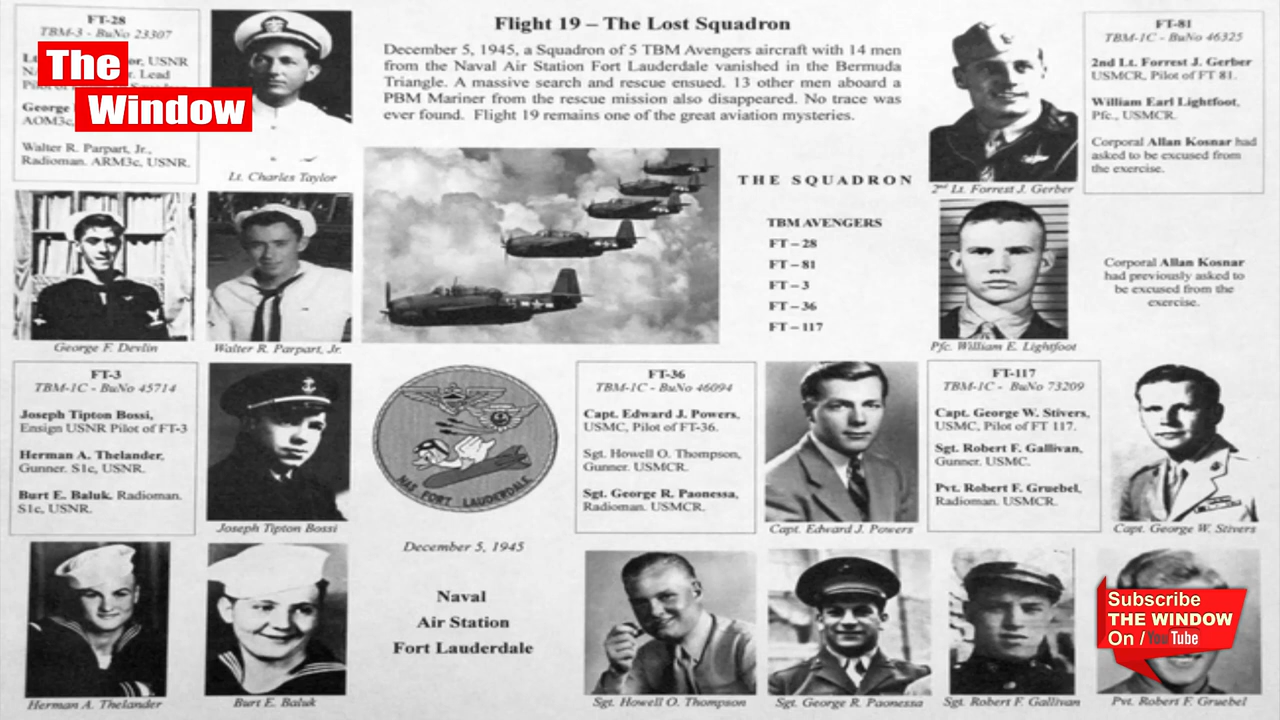 FT-28
TBM-3 - BuNo 23307
or, USNR
Lead
George
AOM3c,
Walter R. Parpart, Jr.,
Radioman. ARM3c, USNR.
The
Window
Lt. Charles Taylor
Flight 19 – The Lost Squadron
December 5, 1945, a Squadron of 5 TBM Avengers aircraft with 14 men
from the Naval Air Station Fort Lauderdale vanished in the Bermuda
Triangle. A massive search and rescue ensued. 13 other men aboard a
PBM Mariner from the rescue mission also disappeared. No trace was
ever found. Flight 19 remains one of the great aviation mysteries.
2nd Lt. Forrest J. Gerber
FT-81
TBM-1C - BuNo 46325
2nd Lt. Forrest J. Gerber
USMCR, Pilot of FT 81.
William Earl Lightfoot,
Pfc., USMCR.
Corporal Allan Kosnar had
asked to be excused from
the exercise.
George F. Devlin
Walter R. Parpart, Jr.
THE SQUADRON
TBM AVENGERS
FT – 28
FT – 81
FT – 3
FT – 36
FT – 117
Pfc. William E. Lightfoot
Corporal Allan Kosnar
had previously asked to
be excused from the
exercise.
FT-3
TBM-1C - BuNo 45714
Joseph Tipton Bossi,
Ensign USNR Pilot of FT-3
Herman A. Thelander,
Gunner. S1c, USNR.
Burt E. Baluk. Radioman.
S1c, USNR.
Joseph Tipton Bossi
NAS FORT LAUDERDALE
FT-36
TBM-1C - BuNo 46094
Capt. Edward J. Powers,
USMC, Pilot of FT-36.
Sgt. Howell O. Thompson,
Gunner. USMCR.
Sgt. George R. Paonessa,
Radioman. USMCR.
Capt. Edward J. Powers
FT-117
TBM-1C - BuNo 73209
Capt. George W. Stivers,
USMC, Pilot of FT 117.
Sgt. Robert F. Gallivan,
Gunner. USMC.
Pvt. Robert F. Gruebel,
Radioman. USMCR.
Capt. George W. Stivers
Herman A. Thelander
Burt E. Baluk
December 5, 1945
Naval
Air Station
Fort Lauderdale
Sgt. Howell O. Thompson
Sgt. George R. Paonessa
Sgt. Robert F. Gallivan
Pvt. Robert F. Gruebel
Subscribe
THE WINDOW
On / YouTube